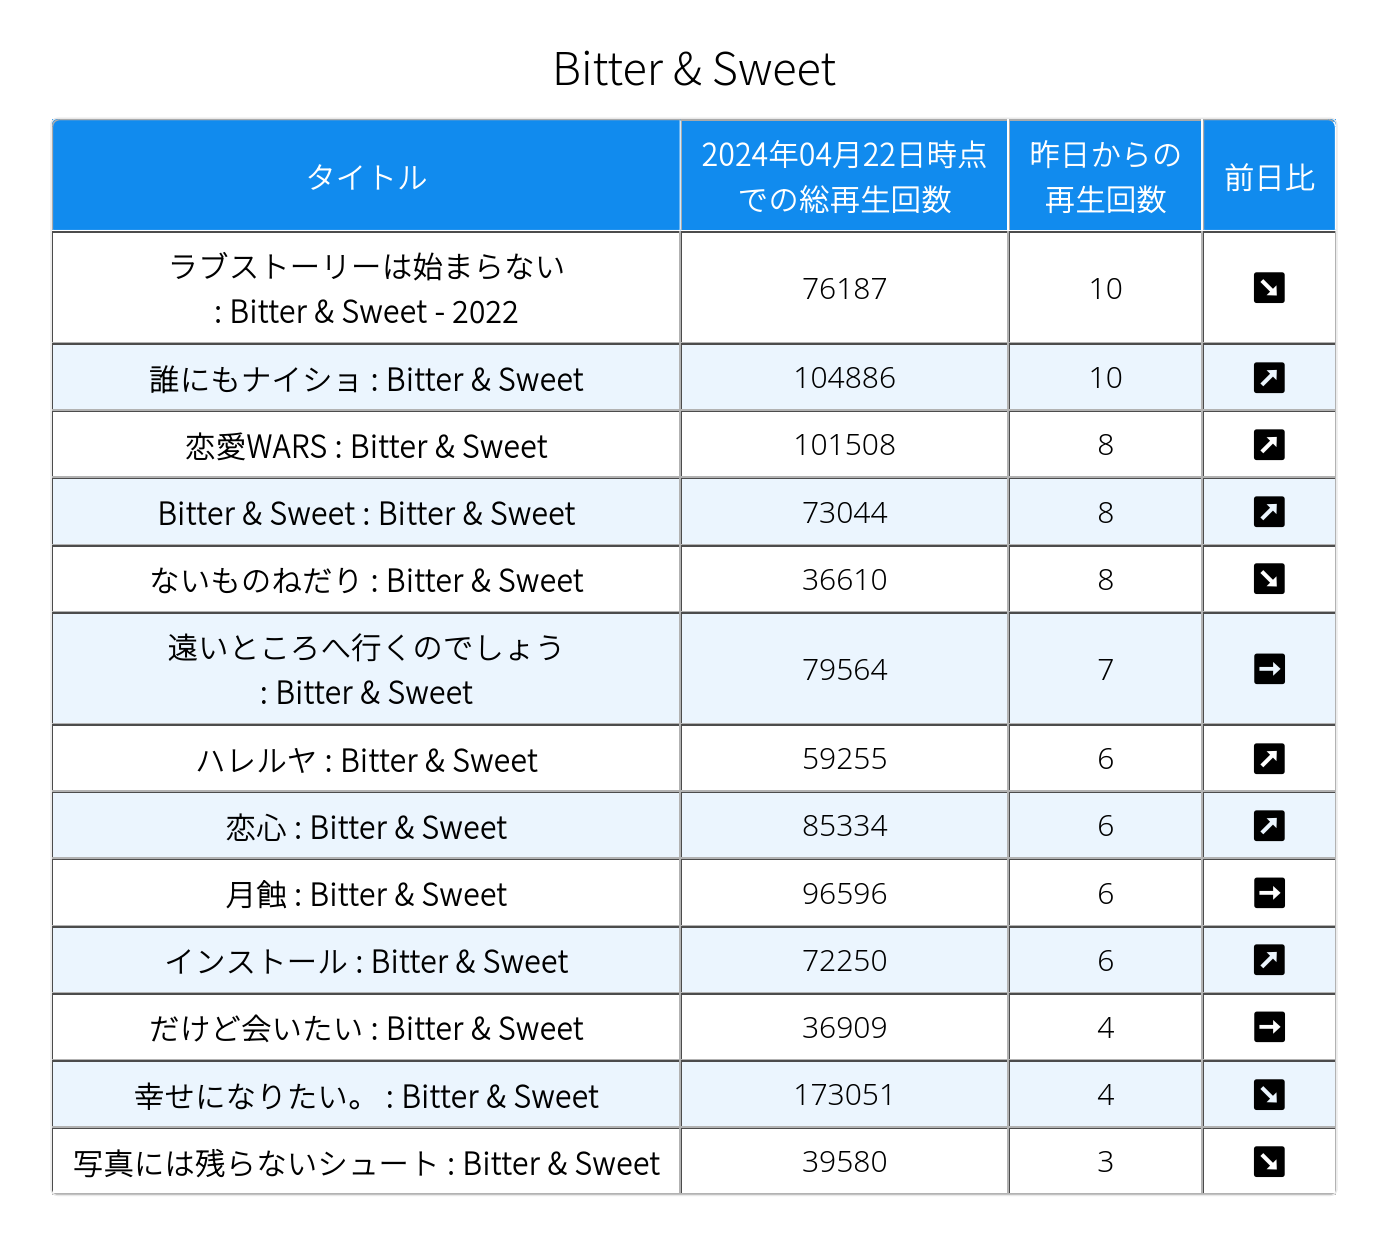 Bitter & Sweet
タイトル
2024年04月22日時点
での総再生回数
昨日からの
再生回数
前日比
ラブストーリーは始まらない
: Bitter & Sweet - 2022
76187
10
誰にもナイショ : Bitter & Sweet
104886
10
恋愛WARS : Bitter & Sweet
101508
8
Bitter & Sweet : Bitter & Sweet
73044
8
ないものねだり : Bitter & Sweet
36610
8
遠いところへ行くのでしょう
: Bitter & Sweet
79564
7
ハレルヤ : Bitter & Sweet
59255
6
恋心 : Bitter & Sweet
85334
6
月蝕 : Bitter & Sweet
96596
6
インストール : Bitter & Sweet
72250
6
だけど会いたい : Bitter & Sweet
36909
4
幸せになりたい。 : Bitter & Sweet
173051
4
写真には残らないシュート : Bitter & Sweet
39580
3